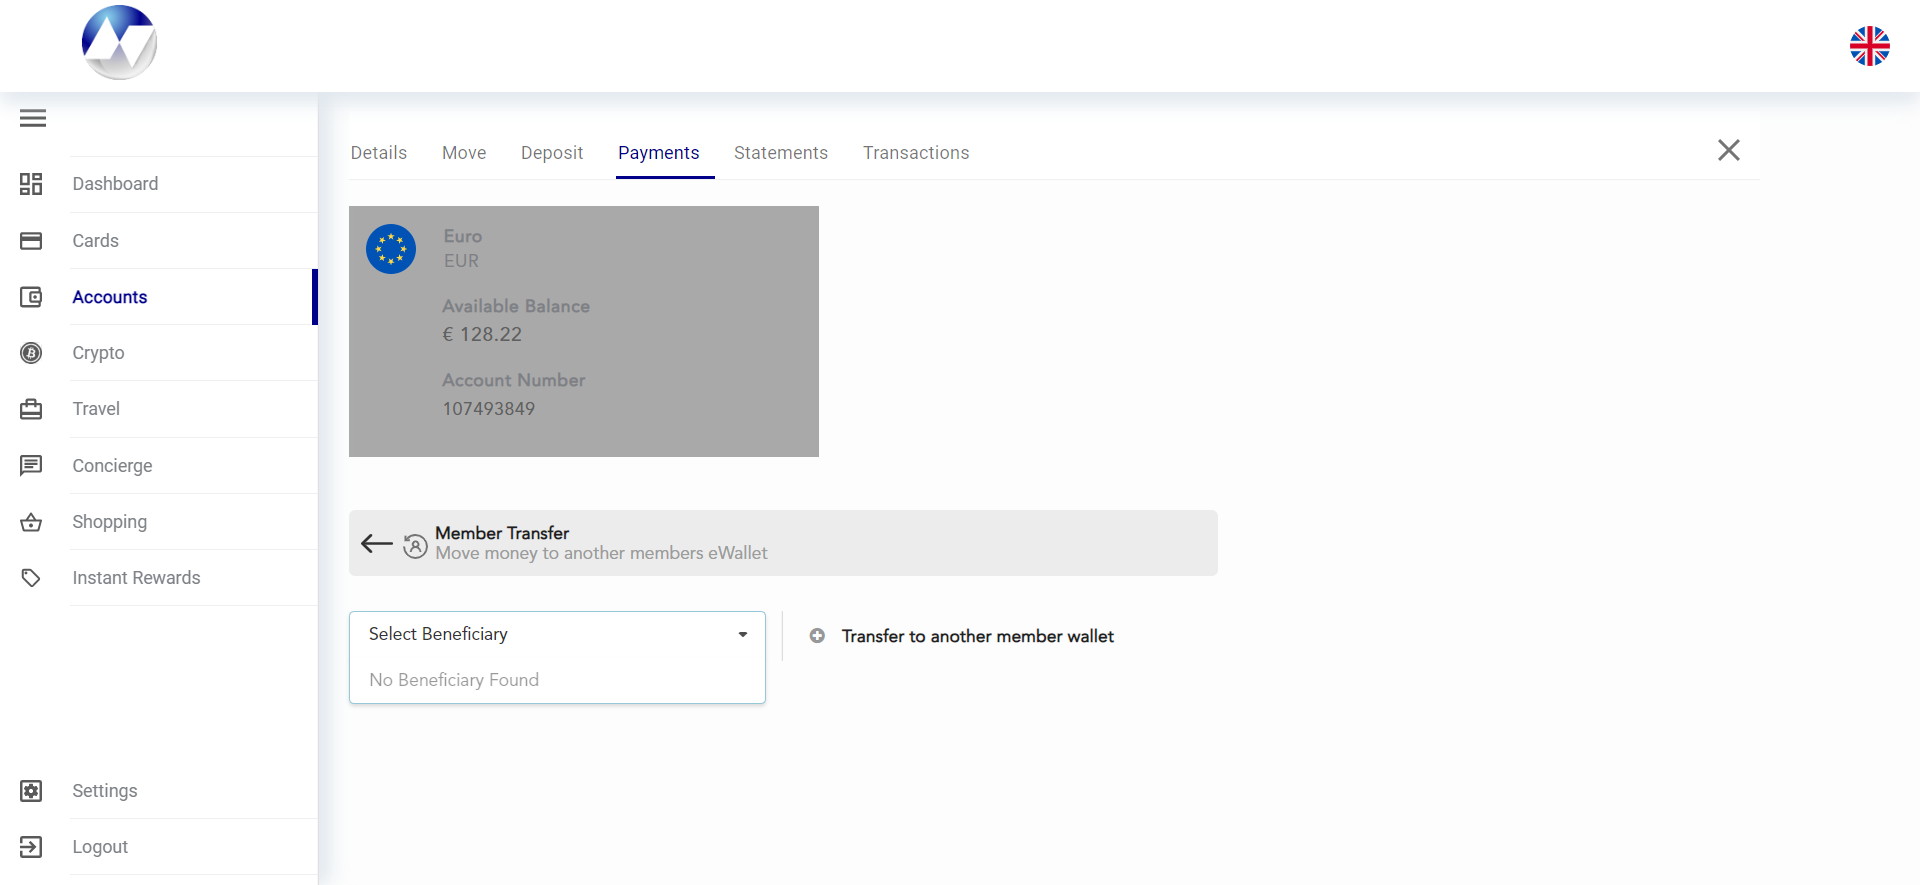 Details Move Deposit Payments Statements Transactions
Dashboard
Cards
Accounts
Crypto
Travel
Concierge
Shopping
Instant Rewards
Settings
Logout
Euro
EUR
Available Balance
€ 128.22
Account Number
107493849
Member Transfer
Move money to another members eWallet
Select Beneficiary
No Beneficiary Found
Transfer to another member wallet